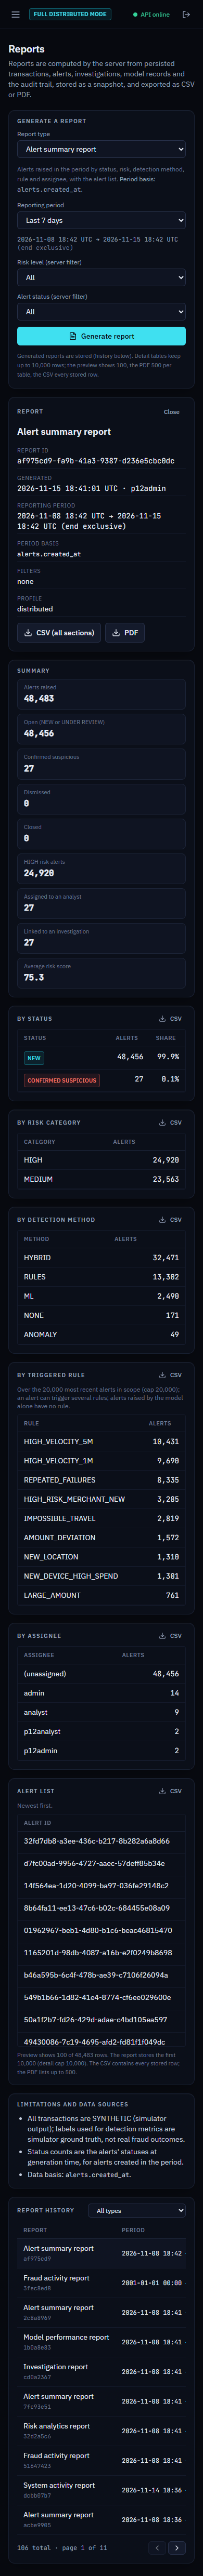 FULL DISTRIBUTED MODE
API online
Reports
Reports are computed by the server from persisted
transactions, alerts, investigations, model records and
the audit trail, stored as a snapshot, and exported as CSV
or PDF.
GENERATE A REPORT
Report type
Alert summary report
Alerts raised in the period by status, risk, detection method,
rule and assignee, with the alert list. Period basis:
alerts.created_at.
Reporting period
Last 7 days
2026-11-08 18:42 UTC → 2026-11-15 18:42 UTC
(end exclusive)
Risk level (server filter)
All
Alert status (server filter)
All
Generate report
Generated reports are stored (history below). Detail tables keep
up to 10,000 rows; the preview shows 100, the PDF 500 per
table, the CSV every stored row.
REPORT
Close
Alert summary report
REPORT ID
af975cd9-fa9b-41a3-9387-d236e5cbc0dc
GENERATED
2026-11-15 18:41:01 UTC · p12admin
REPORTING PERIOD
2026-11-08 18:42 UTC → 2026-11-15
18:42 UTC (end exclusive)
PERIOD BASIS
alerts.created_at
FILTERS
none
PROFILE
distributed
CSV (all sections)
PDF
SUMMARY
Alerts raised
48,483
Open (NEW or UNDER REVIEW)
48,456
Confirmed suspicious
27
Dismissed
0
Closed
0
HIGH risk alerts
24,920
Assigned to an analyst
27
Linked to an investigation
27
Average risk score
75.3
BY STATUS CSV
STATUS ALERTS SHARE
NEW 48,456 99.9%
CONFIRMED SUSPICIOUS 27 0.1%
BY RISK CATEGORY CSV
CATEGORY ALERTS
HIGH 24,920
MEDIUM 23,563
BY DETECTION METHOD CSV
METHOD ALERTS
HYBRID 32,471
RULES 13,302
ML 2,490
NONE 171
ANOMALY 49
BY TRIGGERED RULE CSV
Over the 20,000 most recent alerts in scope (cap 20,000);
an alert can trigger several rules; alerts raised by the model
alone have no rule.
RULE ALERTS
HIGH_VELOCITY_5M 10,431
HIGH_VELOCITY_1M 9,690
REPEATED_FAILURES 8,335
HIGH_RISK_MERCHANT_NEW 3,285
IMPOSSIBLE_TRAVEL 2,819
AMOUNT_DEVIATION 1,572
NEW_LOCATION 1,310
NEW_DEVICE_HIGH_SPEND 1,301
LARGE_AMOUNT 761
BY ASSIGNEE CSV
ASSIGNEE ALERTS
(unassigned) 48,456
admin 14
analyst 9
p12analyst 2
p12admin 2
ALERT LIST CSV
Newest first.
ALERT ID
32fd7db8-a3ee-436c-b217-8b282a6a8d66
d7fc00ad-9956-4727-aaec-57deff85b34e
14f564ea-1d20-4099-ba97-036fe29148c2
8b64fa11-ee13-47c6-b02c-684455e08a09
01962967-beb1-4d80-b1c6-beac46815470
1165201d-98db-4087-a16b-e2f0249b8698
b46a595b-6c4f-478b-ae39-c7106f26094a
549b1b66-1d82-41e4-8774-cf6ee029600e
50a1f2b7-fd26-429d-adae-c4bd105ea597
49430086-7c19-4695-afd2-fd81f1f049dc
Preview shows 100 of 48,483 rows. The report stores the first
10,000 (detail cap 10,000). The CSV contains every stored row;
the PDF lists up to 500.
LIMITATIONS AND DATA SOURCES
• All transactions are SYNTHETIC (simulator
output); labels used for detection metrics are
simulator ground truth, not real fraud outcomes.
• Status counts are the alerts' statuses at
generation time, for alerts created in the period.
• Data basis: alerts.created_at.
REPORT HISTORY All types
REPORT PERIOD
Alert summary report 2026-11-08 18:42
af975cd9
Fraud activity report 2001-01-01 00:00
3fec8ed8
Alert summary report 2026-11-08 18:41
2c8a8969
Model performance report 2026-11-08 18:41
1b8a8e83
Investigation report 2026-11-08 18:41
cd0a2367
Alert summary report 2026-11-08 18:41
7fc93e51
Risk analytics report 2026-11-08 18:41
32d2a5c6
Fraud activity report 2026-11-08 18:41
51647423
System activity report 2026-11-14 18:36
dcbb07b7
Alert summary report 2026-11-08 18:36
acbe9905
106 total · page 1 of 11